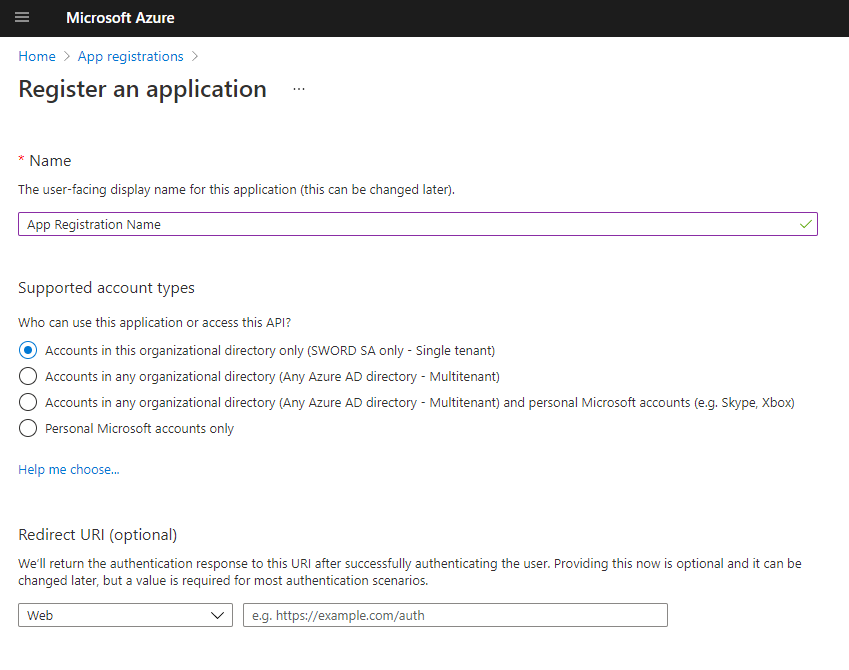 Microsoft Azure
Home > App registrations >
Register an application ...
* Name
The user-facing display name for this application (this can be changed later).
App Registration Name
Supported account types
Who can use this application or access this API?
Accounts in this organizational directory only (SWORD SA only - Single tenant)
Accounts in any organizational directory (Any Azure AD directory - Multitenant)
Accounts in any organizational directory (Any Azure AD directory - Multitenant) and personal Microsoft accounts (e.g. Skype, Xbox)
Personal Microsoft accounts only
Help me choose...
Redirect URI (optional)
We'll return the authentication response to this URI after successfully authenticating the user. Providing this now is optional and it can be
changed later, but a value is required for most authentication scenarios.
Web e.g. https://example.com/auth